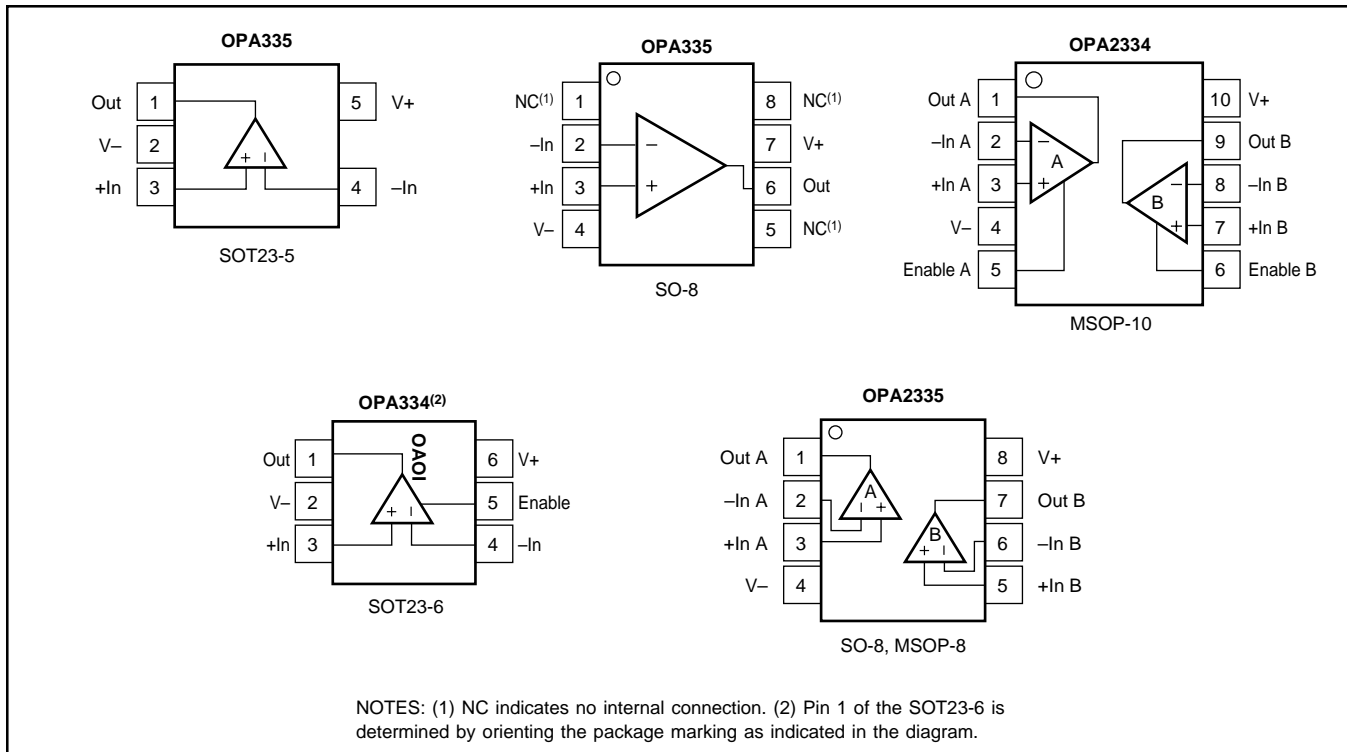 OPA335
Out 1
5 V+
V– 2
+In 3
+ –
4 –In
SOT23-5
OPA335
NC(1) 1
8 NC(1)
–In 2
–
7 V+
+In 3
+
6 Out
V– 4
5 NC(1)
SO-8
OPA2334
Out A 1
10 V+
–In A 2
–
A
9 Out B
+In A 3
+
–
B
8 –In B
V– 4
+
7 +In B
Enable A 5
6 Enable B
MSOP-10
OPA334(2)
OAOI
Out 1
6 V+
V– 2
+ –
5 Enable
+In 3
4 –In
SOT23-6
OPA2335
Out A 1
8 V+
–In A 2
A
– +
7 Out B
+In A 3
B
+ –
6 –In B
V– 4
5 +In B
SO-8, MSOP-8
NOTES: (1) NC indicates no internal connection. (2) Pin 1 of the SOT23-6 is
determined by orienting the package marking as indicated in the diagram.